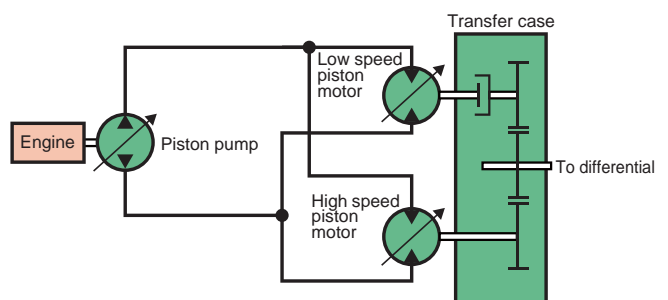 Transfer case
Low speed
piston
motor
Engine
Piston pump
To differential
High speed
piston
motor